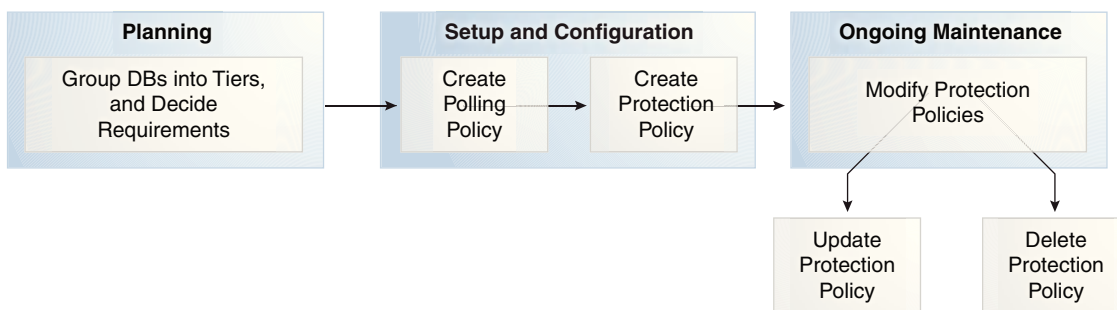 Planning
Group DBs into Tiers,
and Decide
Requirements
Setup and Configuration
Create
Polling
Policy
Create
Protection
Policy
Ongoing Maintenance
Modify Protection
Policies
Update
Protection
Policy
Delete
Protection
Policy